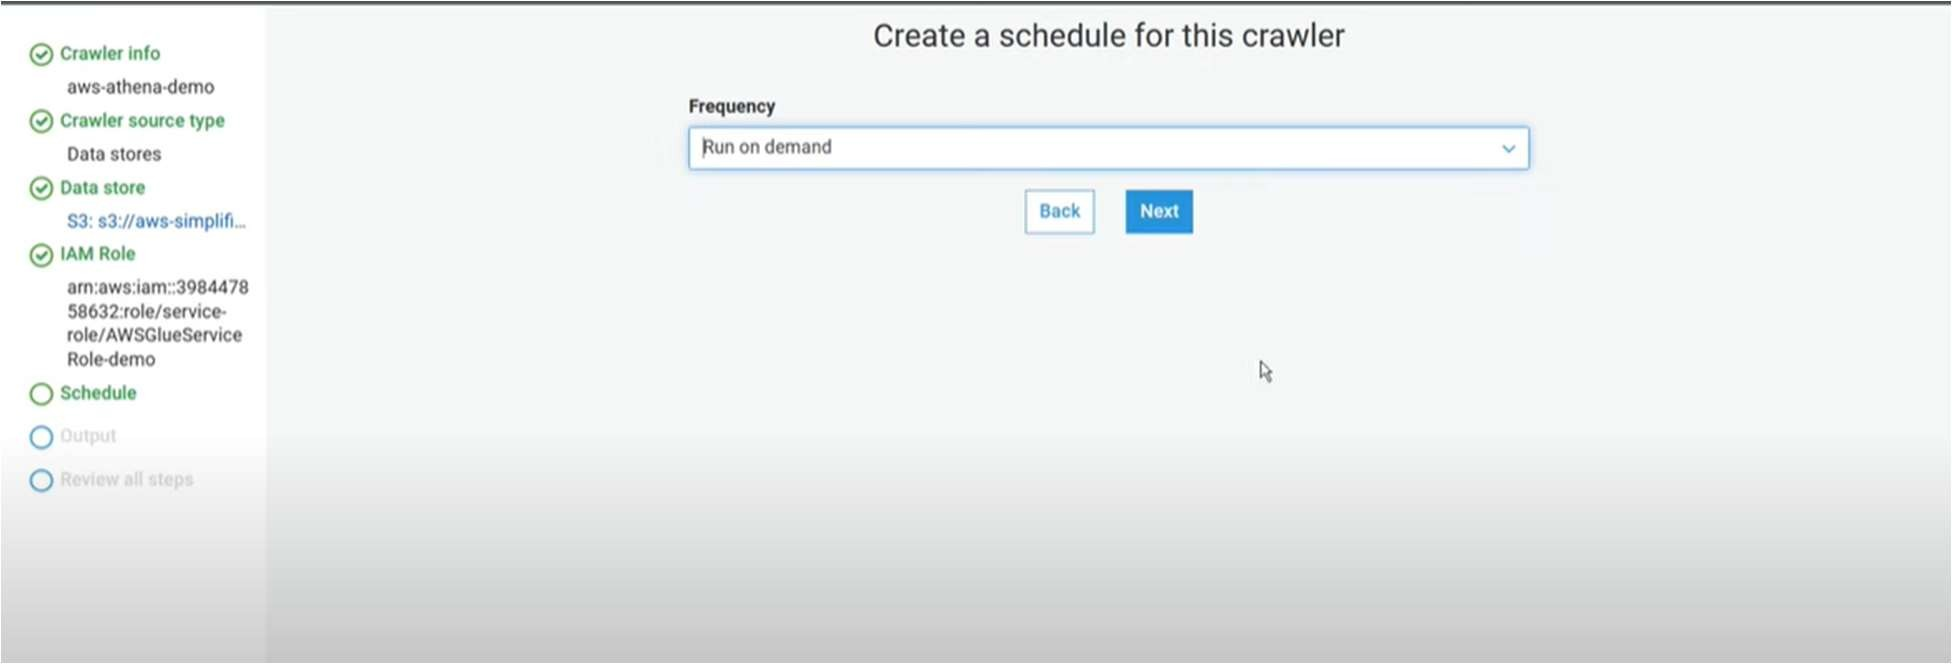 Create a schedule for this crawler
Crawler info
aws-athena-demo
Crawler source type
Data stores
Data store
S3: s3://aws-simplifi...
IAM Role
arn:aws:iam::3984478
58632:role/service-
role/AWSGlueService
Role-demo
Schedule
Output
Review all steps
Frequency
Run on demand
Back
Next